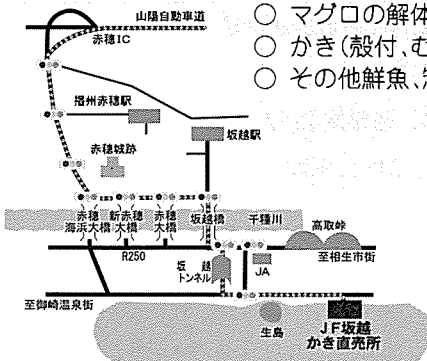 山陽自動車道
赤穂IC
○ マグロの解体
○ かき(殻付、む
○ その他鮮魚、
播州赤穂駅
坂越駅
赤穂城跡
赤穂海浜大橋
新赤穂大橋
赤穂大橋
坂越橋
千種川
高取峠
R250
坂越トンネル
JA
至相生市街
至御崎温泉街
生島
JF坂越
かき直売所